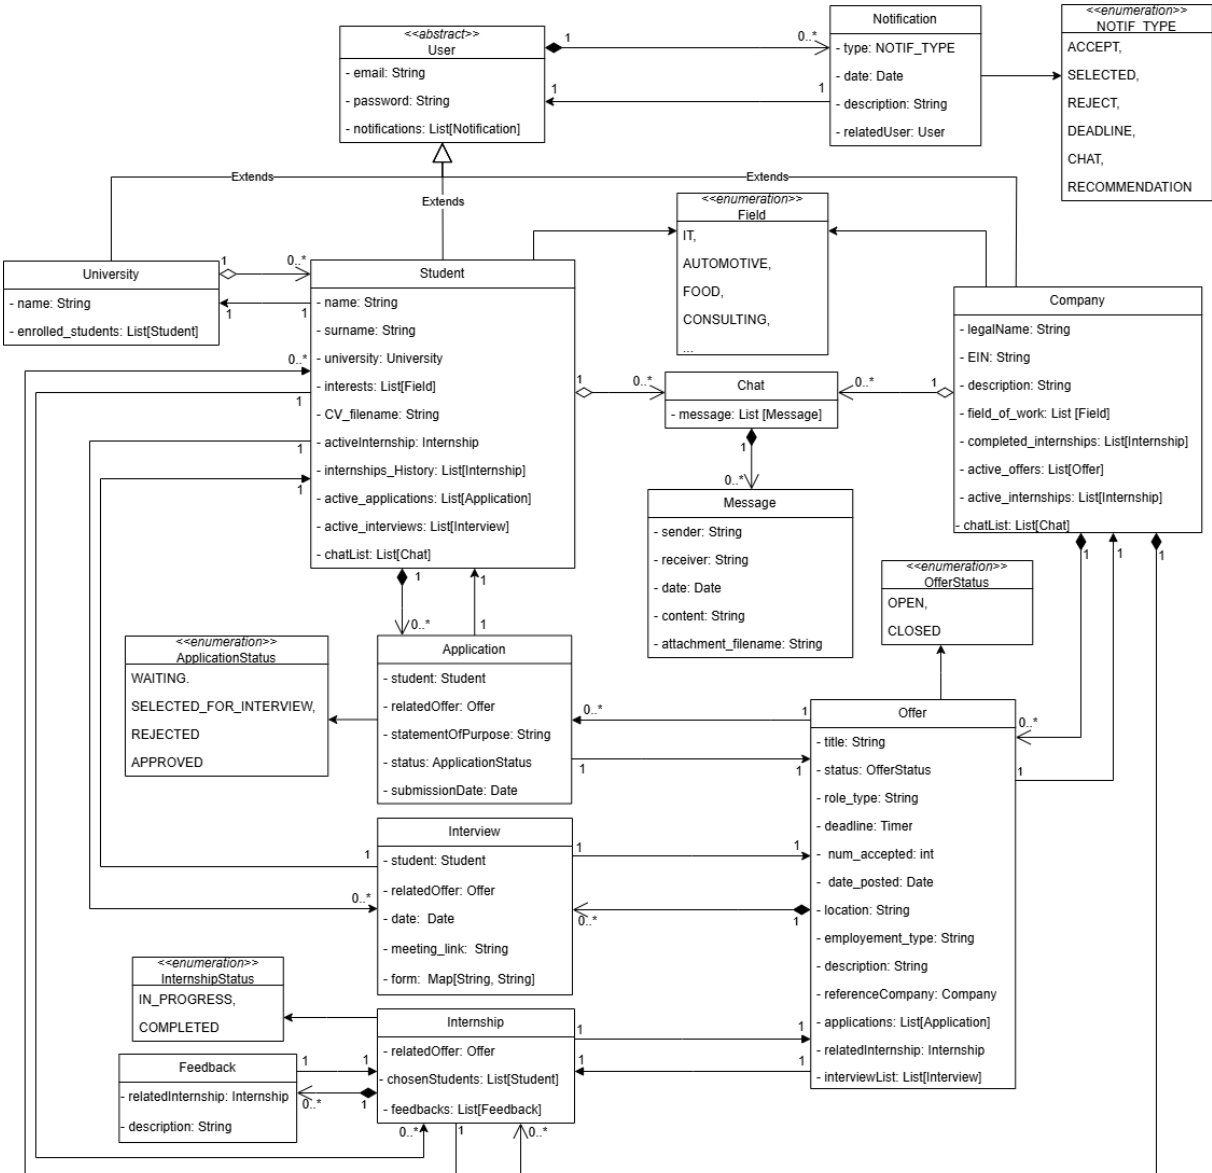 <<abstract>>
User
- email: String
- password: String
- notifications: List[Notification]
1
0..*
1
1
Notification
- type: NOTIF_TYPE
- date: Date
- description: String
- relatedUser: User
<<enumeration>>
NOTIF_TYPE
ACCEPT,
SELECTED,
REJECT,
DEADLINE,
CHAT,
RECOMMENDATION
Extends
Extends
Extends
<<enumeration>>
Field
IT,
AUTOMOTIVE,
FOOD,
CONSULTING,
...
University
- name: String
- enrolled_students: List[Student]
1
0..*
1
1
0..*
1
1
1
Student
- name: String
- surname: String
- university: University
- interests: List[Field]
- CV_filename: String
- activeInternship: Internship
- internships_History: List[Internship]
- active_applications: List[Application]
- active_interviews: List[Interview]
- chatList: List[Chat]
1
0..*
Chat
- message: List [Message]
0..*
1
1
0..*
Company
- legalName: String
- EIN: String
- description: String
- field_of_work: List [Field]
- completed_internships: List[Internship]
- active_offers: List[Offer]
- active_internships: List[Internship]
- chatList: List[Chat]
1
1
1
Message
- sender: String
- receiver: String
- date: Date
- content: String
- attachment_filename: String
<<enumeration>>
OfferStatus
OPEN,
CLOSED
1
1
0..*
1
<<enumeration>>
ApplicationStatus
WAITING.
SELECTED_FOR_INTERVIEW,
REJECTED
APPROVED
Application
- student: Student
- relatedOffer: Offer
- statementOfPurpose: String
- status: ApplicationStatus
- submissionDate: Date
0..*
1
1
1
0..*
1
Offer
- title: String
- status: OfferStatus
- role_type: String
- deadline: Timer
- num_accepted: int
- date_posted: Date
- location: String
- employement_type: String
- description: String
- referenceCompany: Company
- applications: List[Application]
- relatedInternship: Internship
- interviewList: List[Interview]
1
0..*
Interview
- student: Student
- relatedOffer: Offer
- date: Date
- meeting_link: String
- form: Map[String, String]
1
1
0..*
1
<<enumeration>>
InternshipStatus
IN_PROGRESS,
COMPLETED
Internship
- relatedOffer: Offer
- chosenStudents: List[Student]
- feedbacks: List[Feedback]
1
1
1
1
Feedback
- relatedInternship: Internship
- description: String
1
1
0..*
1
0..*
1
0..*